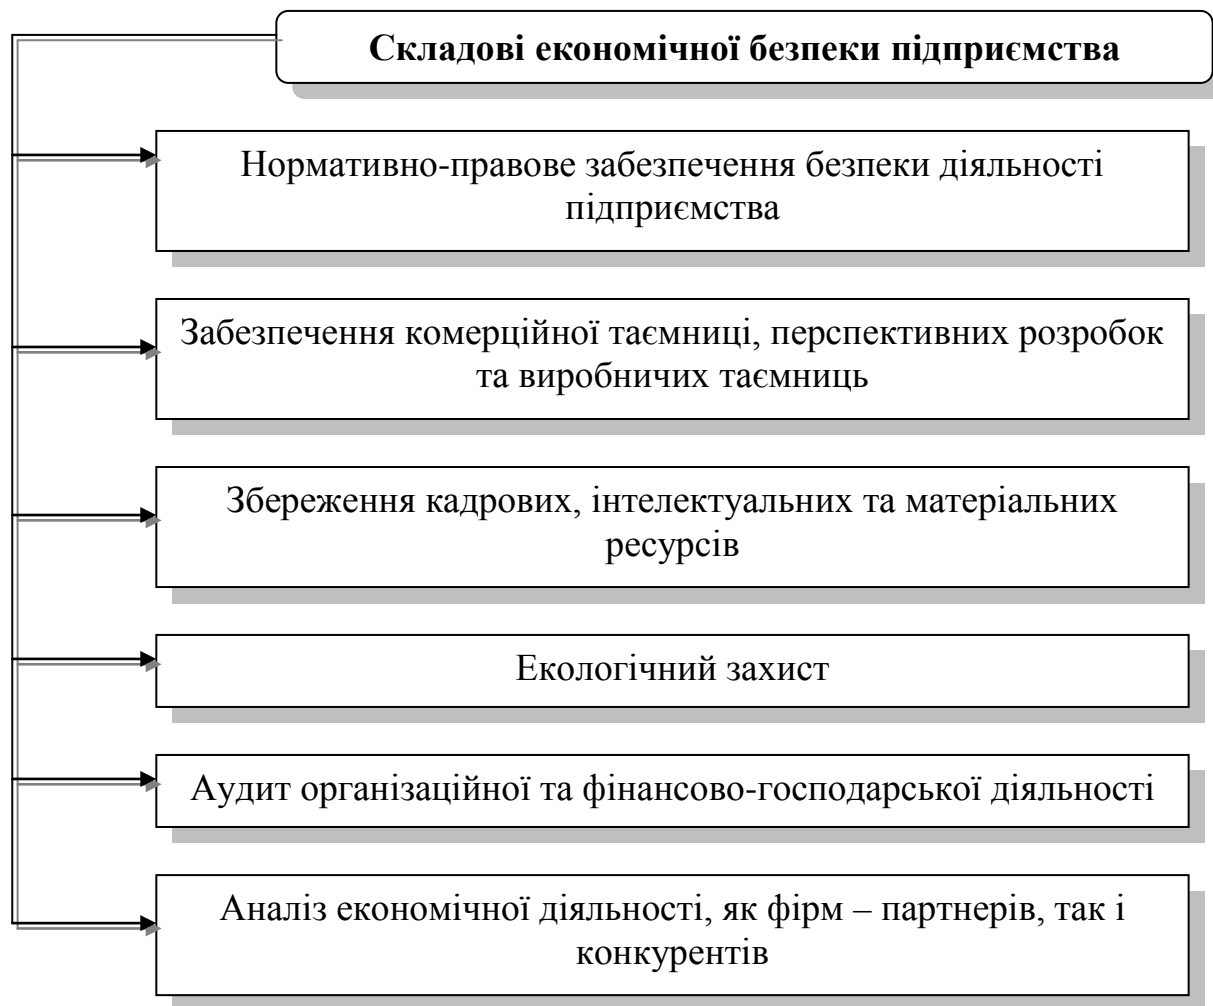 Складові економічної безпеки підприємства
Нормативно-правове забезпечення безпеки діяльності
підприємства
Забезпечення комерційної таємниці, перспективних розробок
та виробничих таємниць
Збереження кадрових, інтелектуальних та матеріальних
ресурсів
Екологічний захист
Аудит організаційної та фінансово-господарської діяльності
Аналіз економічної діяльності, як фірм – партнерів, так і
конкурентів